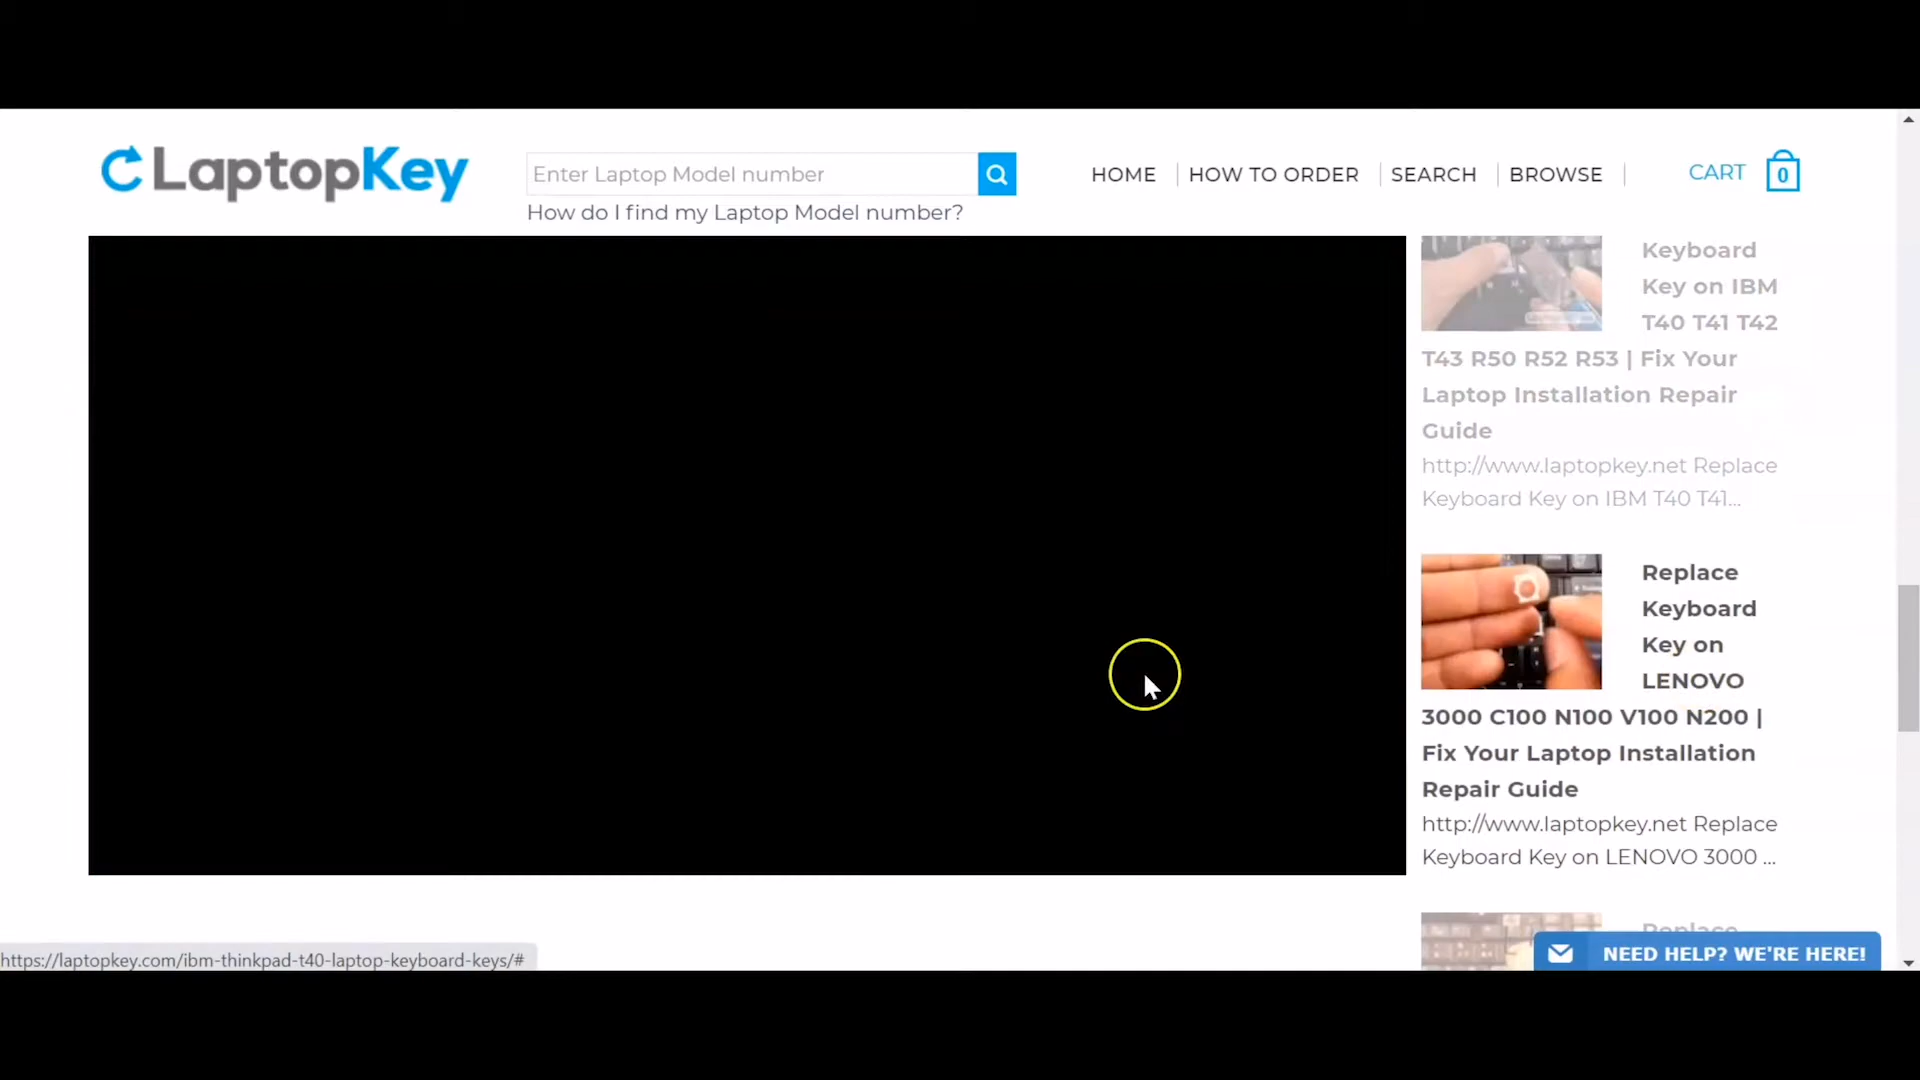 LaptopKey
Enter Laptop Model number
How do I find my Laptop Model number?
HOME
HOW TO ORDER
SEARCH
BROWSE
CART
0
Keyboard
Key on IBM
T40 T41 T42
T43 R50 R52 R53 | Fix Your
Laptop Installation Repair
Guide
http://www.laptopkey.net Replace
Keyboard Key on IBM T40 T41...
Replace
Keyboard
Key on
LENOVO
3000 C100 N100 V100 N200 |
Fix Your Laptop Installation
Repair Guide
http://www.laptopkey.net Replace
Keyboard Key on LENOVO 3000 ...
Replace
NEED HELP? WE'RE HERE!
https://laptopkey.com/ibm-thinkpad-t40-laptop-keyboard-keys/#